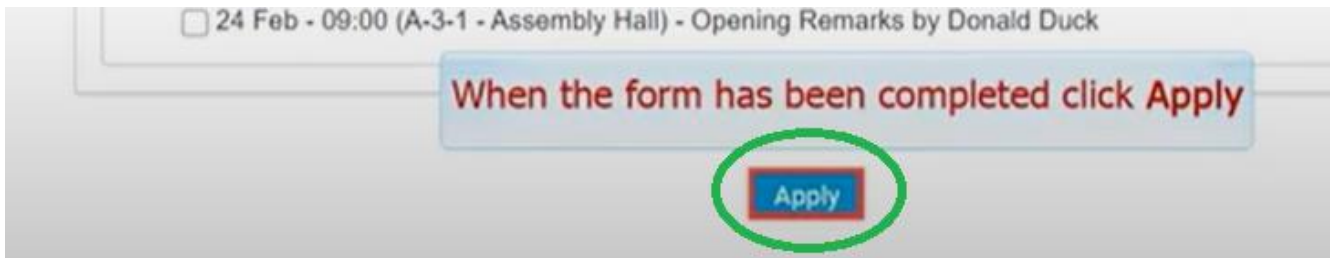 24 Feb - 09:00 (A-3-1 - Assembly Hall) - Opening Remarks by Donald Duck
When the form has been completed click Apply
Apply